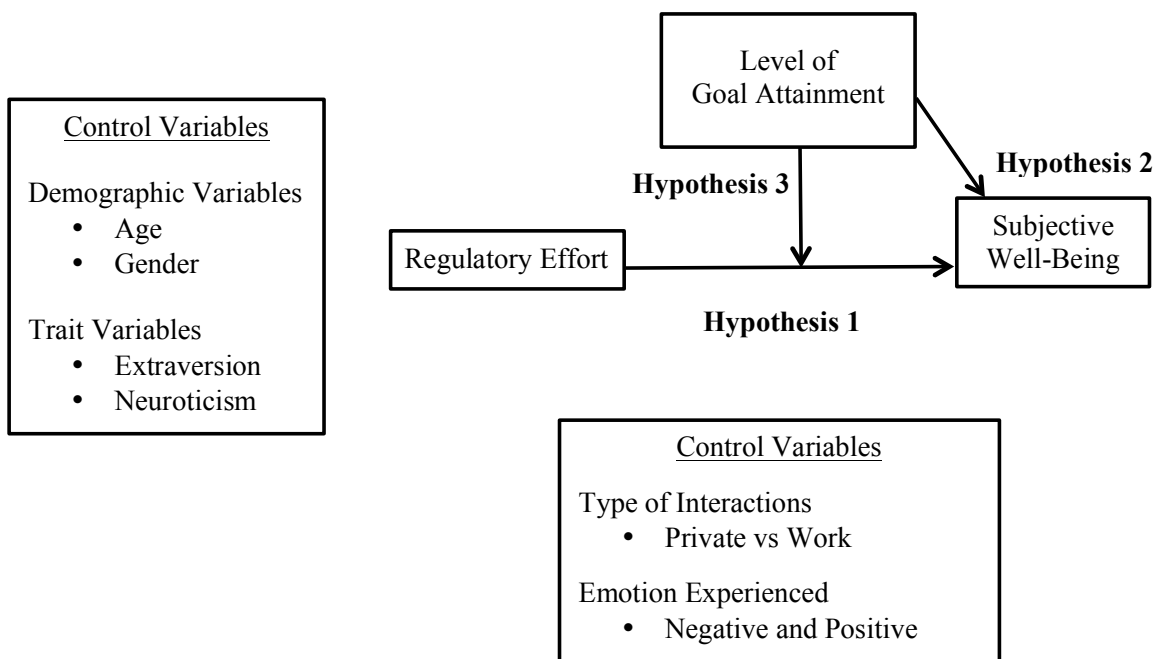 Control Variables
Demographic Variables
• Age
• Gender
Trait Variables
• Extraversion
• Neuroticism
Level of
Goal Attainment
Hypothesis 3
Hypothesis 2
Regulatory Effort
Subjective
Well-Being
Hypothesis 1
Control Variables
Type of Interactions
• Private vs Work
Emotion Experienced
• Negative and Positive